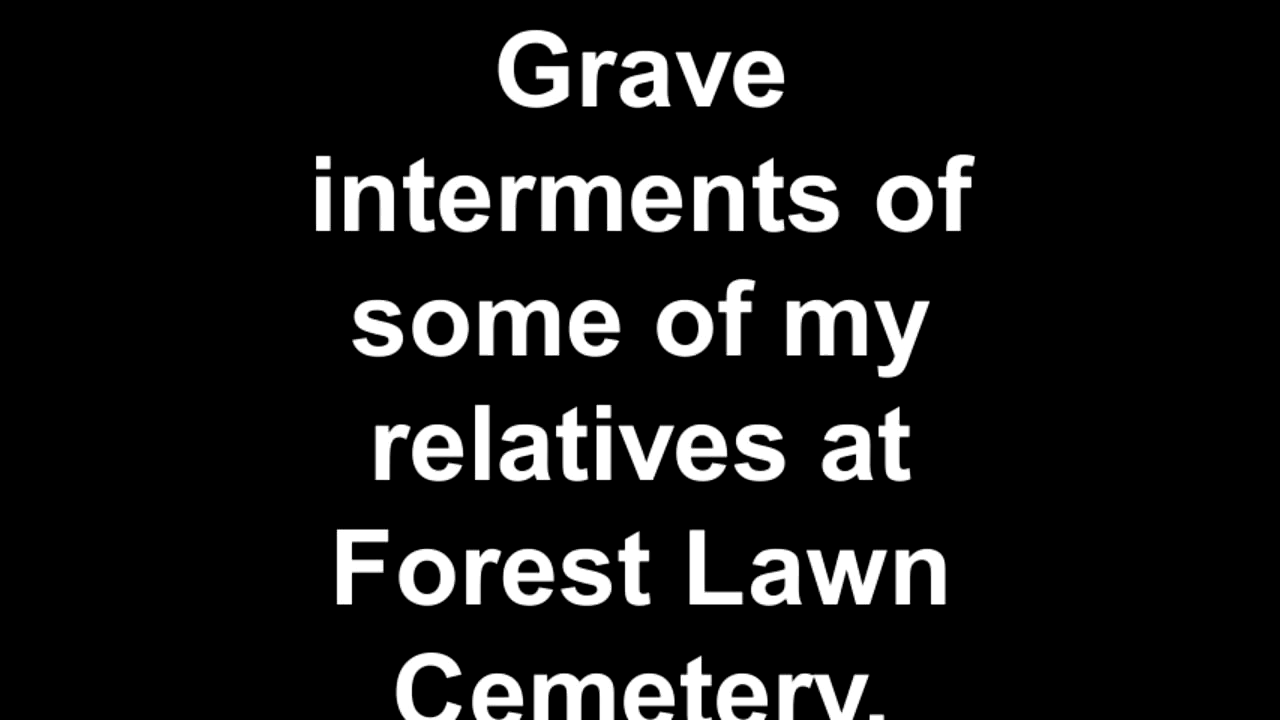 Grave
interments of
some of my
relatives at
Forest Lawn
Cemetery.